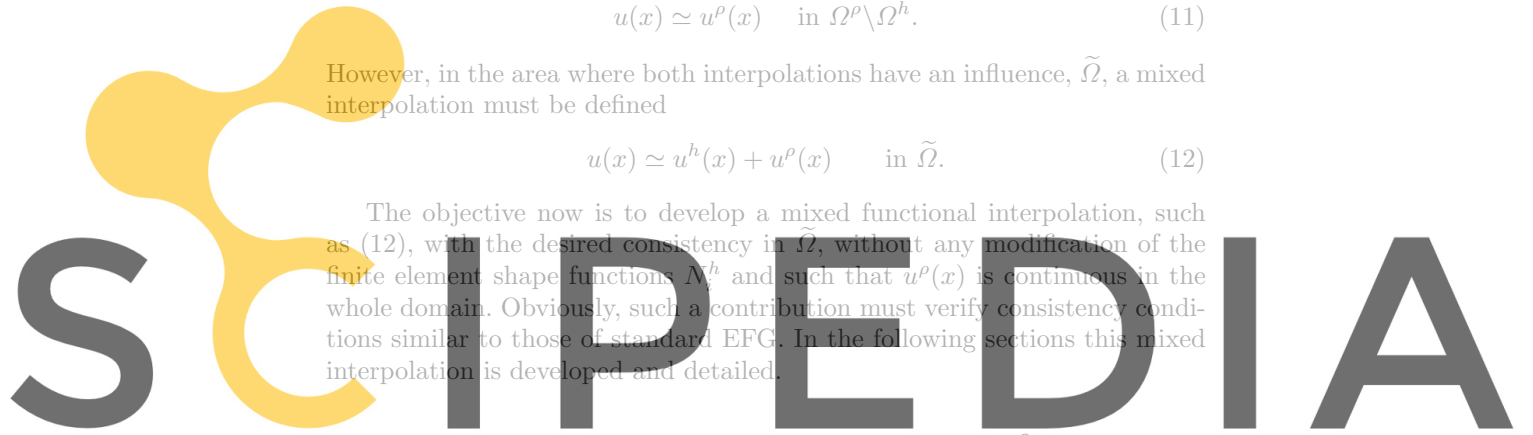 u(x) ≃ u^ρ(x) in Ω^ρ\Ω^h. (11)
However, in the area where both interpolations have an influence, Ω̃, a mixed
interpolation must be defined
u(x) ≃ u^h(x) + u^ρ(x) in Ω̃. (12)
The objective now is to develop a mixed functional interpolation, such
as (12), with the desired consistency in Ω̃, without any modification of the
finite element shape functions N_i^h and such that u^ρ(x) is continuous in the
whole domain. Obviously, such a contribution must verify consistency condi-
tions similar to those of standard EFG. In the following sections this mixed
interpolation is developed and detailed.
SCIPEDIA